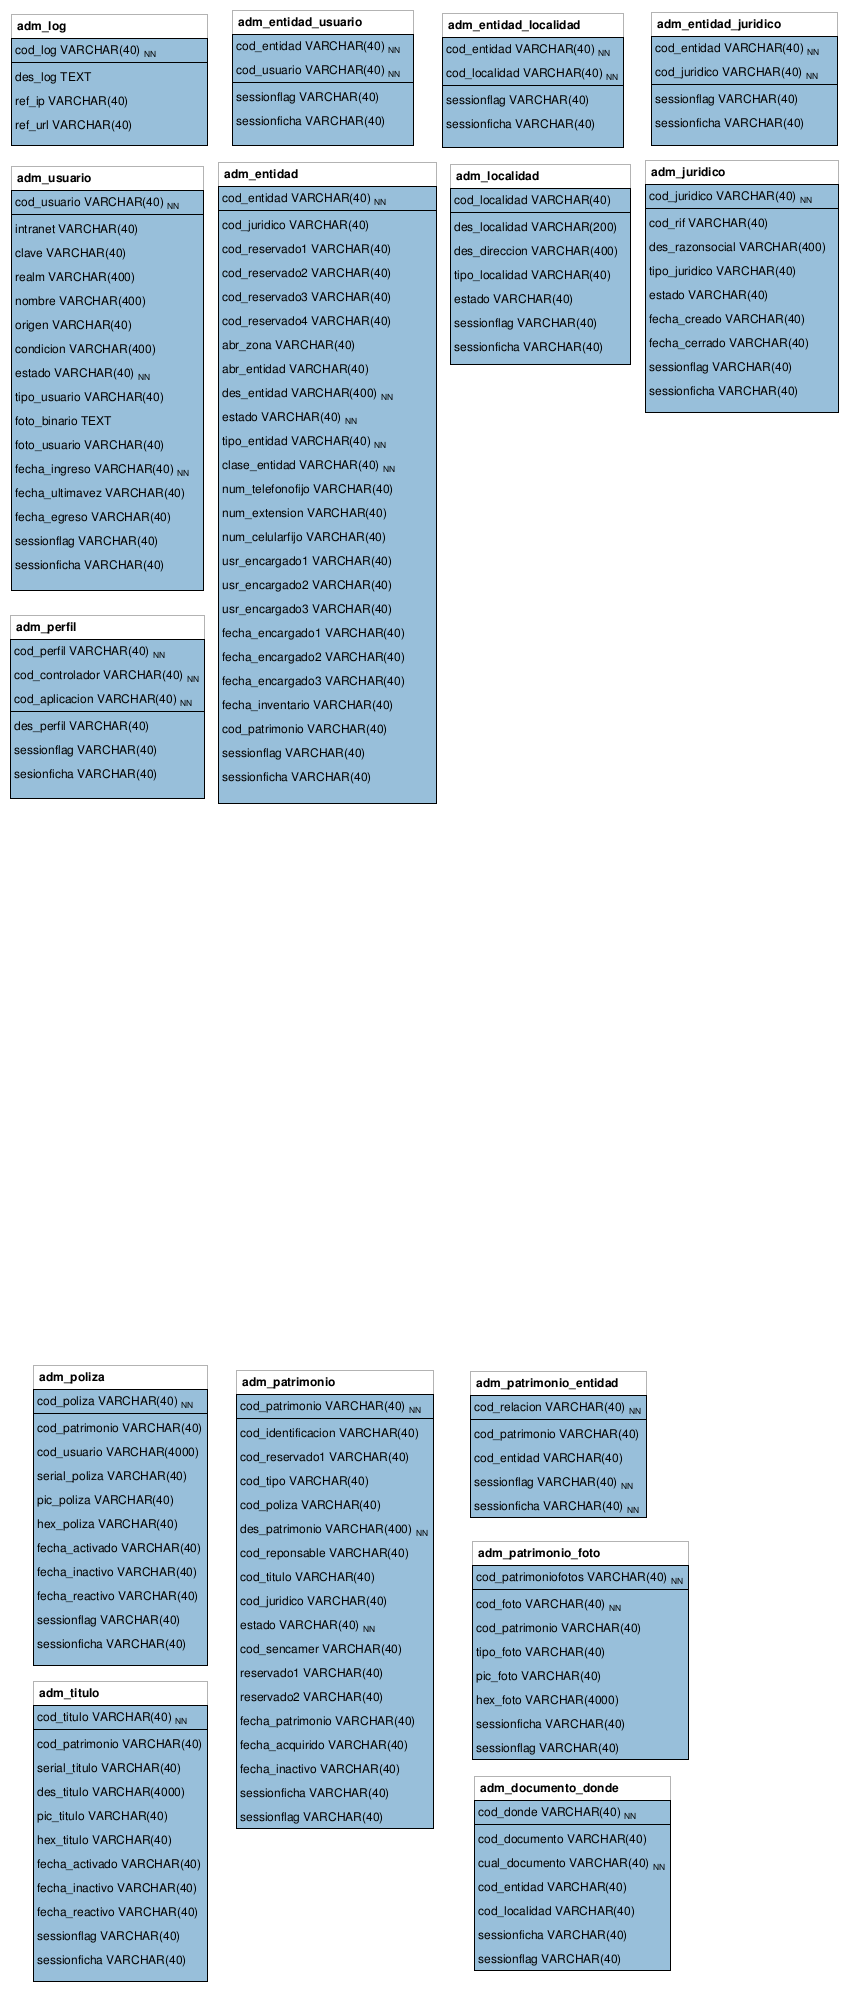 adm_log
cod_log VARCHAR(40) NN
des_log TEXT
ref_ip VARCHAR(40)
ref_url VARCHAR(40)
adm_entidad_usuario
cod_entidad VARCHAR(40) NN
cod_usuario VARCHAR(40) NN
sessionflag VARCHAR(40)
sessionficha VARCHAR(40)
adm_entidad_localidad
cod_entidad VARCHAR(40) NN
cod_localidad VARCHAR(40) NN
sessionflag VARCHAR(40)
sessionficha VARCHAR(40)
adm_entidad_juridico
cod_entidad VARCHAR(40) NN
cod_juridico VARCHAR(40) NN
sessionflag VARCHAR(40)
sessionficha VARCHAR(40)
adm_usuario
cod_usuario VARCHAR(40) NN
intranet VARCHAR(40)
clave VARCHAR(40)
realm VARCHAR(400)
nombre VARCHAR(400)
origen VARCHAR(40)
condicion VARCHAR(400)
estado VARCHAR(40) NN
tipo_usuario VARCHAR(40)
foto_binario TEXT
foto_usuario VARCHAR(40)
fecha_ingreso VARCHAR(40) NN
fecha_ultimavez VARCHAR(40)
fecha_egreso VARCHAR(40)
sessionflag VARCHAR(40)
sessionficha VARCHAR(40)
adm_entidad
cod_entidad VARCHAR(40) NN
cod_juridico VARCHAR(40)
cod_reservado1 VARCHAR(40)
cod_reservado2 VARCHAR(40)
cod_reservado3 VARCHAR(40)
cod_reservado4 VARCHAR(40)
abr_zona VARCHAR(40)
abr_entidad VARCHAR(40)
des_entidad VARCHAR(400) NN
estado VARCHAR(40) NN
tipo_entidad VARCHAR(40) NN
clase_entidad VARCHAR(40) NN
num_telefonofijo VARCHAR(40)
num_extension VARCHAR(40)
num_celularfijo VARCHAR(40)
usr_encargado1 VARCHAR(40)
usr_encargado2 VARCHAR(40)
usr_encargado3 VARCHAR(40)
fecha_encargado1 VARCHAR(40)
fecha_encargado2 VARCHAR(40)
fecha_encargado3 VARCHAR(40)
fecha_inventario VARCHAR(40)
cod_patrimonio VARCHAR(40)
sessionflag VARCHAR(40)
sessionficha VARCHAR(40)
adm_localidad
cod_localidad VARCHAR(40)
des_localidad VARCHAR(200)
des_direccion VARCHAR(400)
tipo_localidad VARCHAR(40)
estado VARCHAR(40)
sessionflag VARCHAR(40)
sessionficha VARCHAR(40)
adm_juridico
cod_juridico VARCHAR(40) NN
cod_rif VARCHAR(40)
des_razonsocial VARCHAR(400)
tipo_juridico VARCHAR(40)
estado VARCHAR(40)
fecha_creado VARCHAR(40)
fecha_cerrado VARCHAR(40)
sessionflag VARCHAR(40)
sessionficha VARCHAR(40)
adm_perfil
cod_perfil VARCHAR(40) NN
cod_controlador VARCHAR(40) NN
cod_aplicacion VARCHAR(40) NN
des_perfil VARCHAR(40)
sessionflag VARCHAR(40)
sesionficha VARCHAR(40)
adm_poliza
cod_poliza VARCHAR(40) NN
cod_patrimonio VARCHAR(40)
cod_usuario VARCHAR(4000)
serial_poliza VARCHAR(40)
pic_poliza VARCHAR(40)
hex_poliza VARCHAR(40)
fecha_activado VARCHAR(40)
fecha_inactivo VARCHAR(40)
fecha_reactivo VARCHAR(40)
sessionflag VARCHAR(40)
sessionficha VARCHAR(40)
adm_patrimonio
cod_patrimonio VARCHAR(40) NN
cod_identificacion VARCHAR(40)
cod_reservado1 VARCHAR(40)
cod_tipo VARCHAR(40)
cod_poliza VARCHAR(40)
des_patrimonio VARCHAR(400) NN
cod_reponsable VARCHAR(40)
cod_titulo VARCHAR(40)
cod_juridico VARCHAR(40)
estado VARCHAR(40) NN
cod_sencamer VARCHAR(40)
reservado1 VARCHAR(40)
reservado2 VARCHAR(40)
fecha_patrimonio VARCHAR(40)
fecha_acquirido VARCHAR(40)
fecha_inactivo VARCHAR(40)
sessionficha VARCHAR(40)
sessionflag VARCHAR(40)
adm_patrimonio_entidad
cod_relacion VARCHAR(40) NN
cod_patrimonio VARCHAR(40)
cod_entidad VARCHAR(40)
sessionflag VARCHAR(40) NN
sessionficha VARCHAR(40) NN
adm_patrimonio_foto
cod_patrimoniofotos VARCHAR(40) NN
cod_foto VARCHAR(40) NN
cod_patrimonio VARCHAR(40)
tipo_foto VARCHAR(40)
pic_foto VARCHAR(40)
hex_foto VARCHAR(4000)
sessionficha VARCHAR(40)
sessionflag VARCHAR(40)
adm_titulo
cod_titulo VARCHAR(40) NN
cod_patrimonio VARCHAR(40)
serial_titulo VARCHAR(40)
des_titulo VARCHAR(4000)
pic_titulo VARCHAR(40)
hex_titulo VARCHAR(40)
fecha_activado VARCHAR(40)
fecha_inactivo VARCHAR(40)
fecha_reactivo VARCHAR(40)
sessionflag VARCHAR(40)
sessionficha VARCHAR(40)
adm_documento_donde
cod_donde VARCHAR(40) NN
cod_documento VARCHAR(40)
cual_documento VARCHAR(40) NN
cod_entidad VARCHAR(40)
cod_localidad VARCHAR(40)
sessionficha VARCHAR(40)
sessionflag VARCHAR(40)